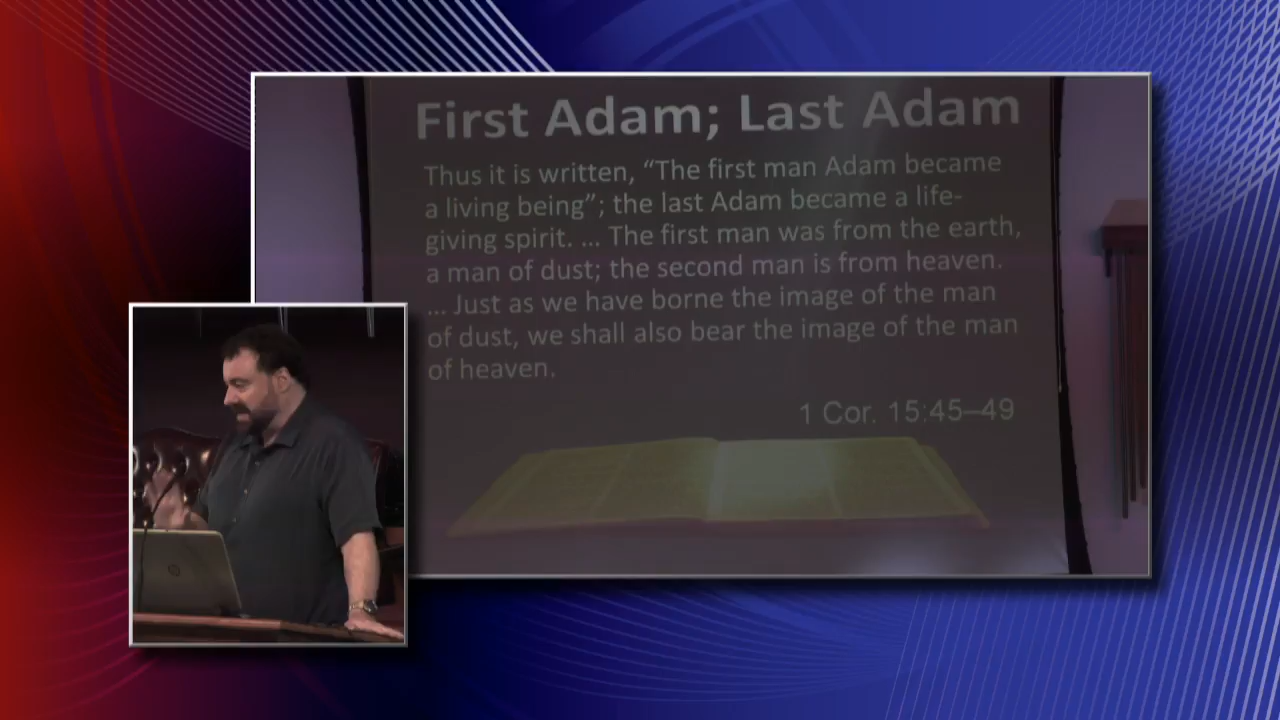 First Adam; Last Adam
Thus it is written, “The first man Adam became
a living being”; the last Adam became a life-
giving spirit. ... The first man was from the earth,
a man of dust; the second man is from heaven.
... Just as we have borne the image of the man
of dust, we shall also bear the image of the man
of heaven.
1 Cor. 15:45–49